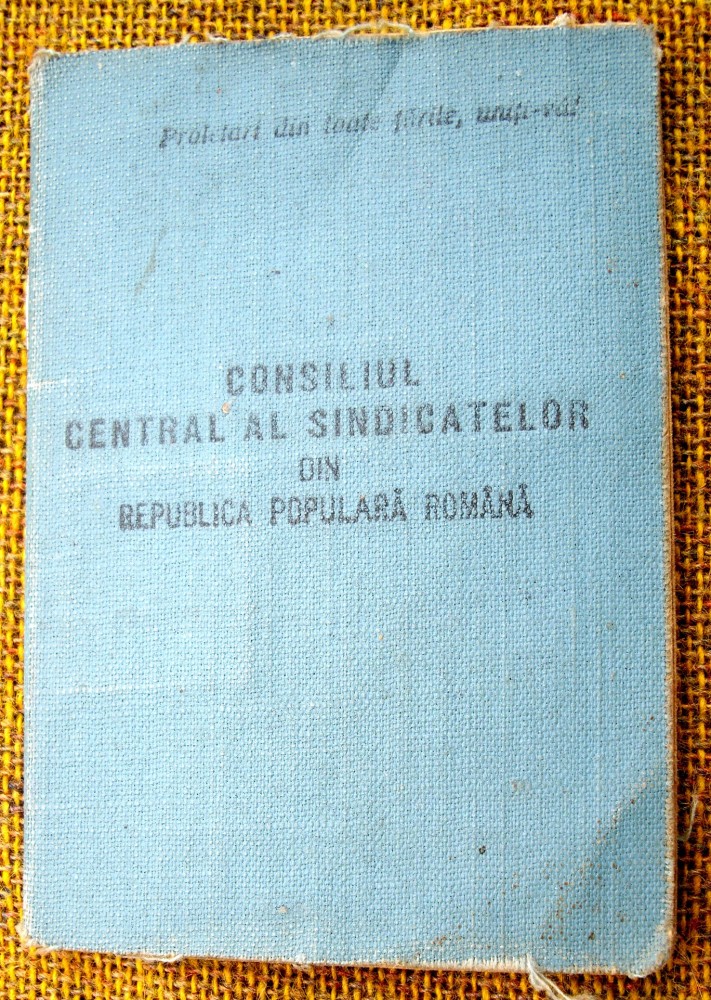 Proletari din toate țările, uniți-vă!
CONSILIUL
CENTRAL AL SINDICATELOR
DIN
REPUBLICA POPULARĂ ROMÂNĂ